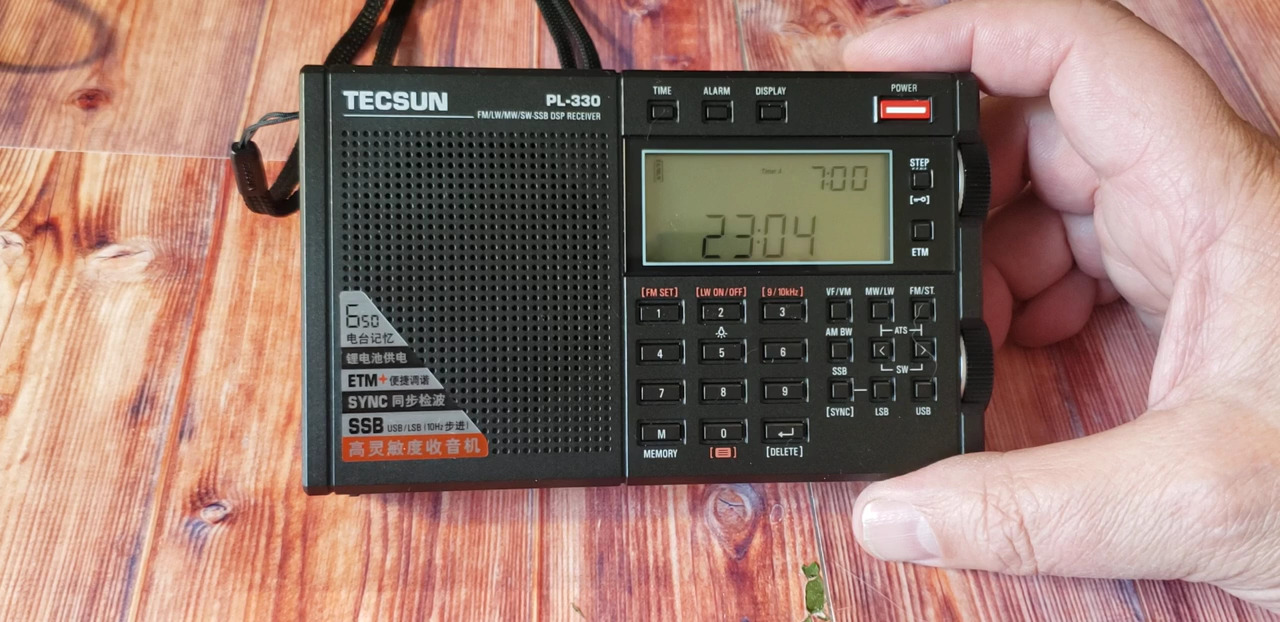 TECSUN
PL-330
FM/LW/MW/SW-SSB DSP RECEIVER
TIME ALARM DISPLAY POWER
Timer A 7:00
23:04
STEP
ETM
650
电台记忆
锂电池供电
ETM+ 便捷调谐
SYNC 同步检波
SSB USB/LSB (10Hz步进)
高灵敏度收音机
[FM SET] [LW ON/OFF] [9/10kHz] VF/VM MW/LW FM/ST.
1 2 3
AM BW ATS
4 5 6 < >
SSB SW
7 8 9
[SYNC] LSB USB
M 0
MEMORY [DELETE]